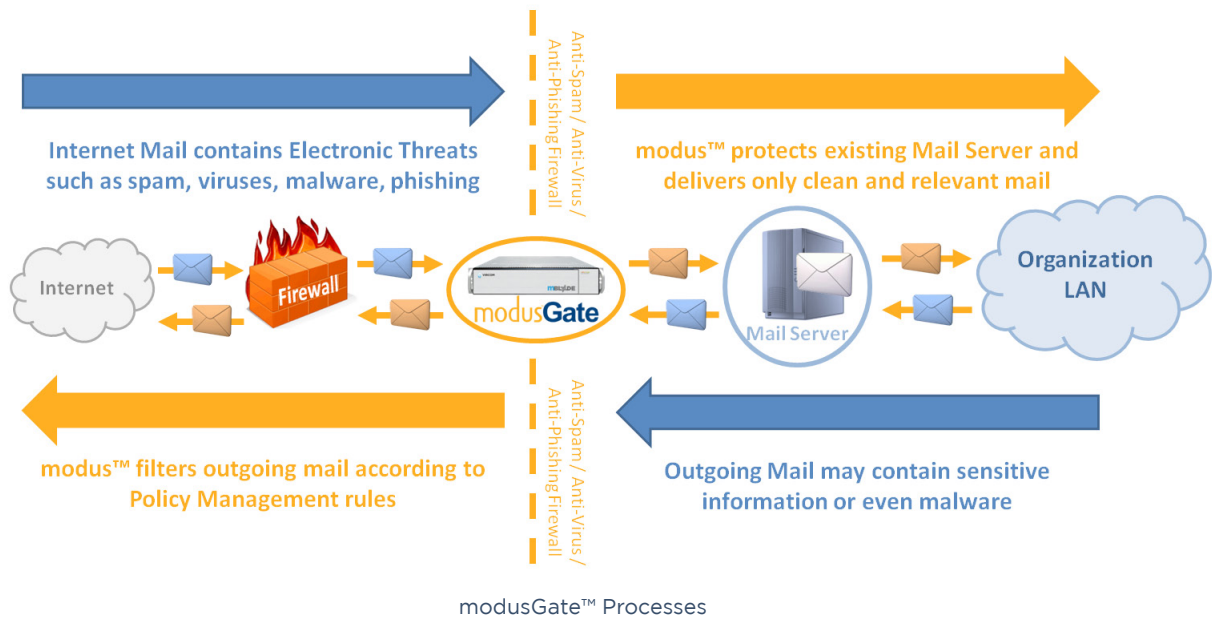 Anti-Spam / Anti-Virus /
Anti-Phishing Firewall
Internet Mail contains Electronic Threats
such as spam, viruses, malware, phishing
modus™ protects existing Mail Server and
delivers only clean and relevant mail
Internet
Firewall
modusGate
Mail Server
Organization
LAN
Anti-Spam / Anti-Virus /
Anti-Phishing Firewall
modus™ filters outgoing mail according to
Policy Management rules
Outgoing Mail may contain sensitive
information or even malware
modusGate™ Processes